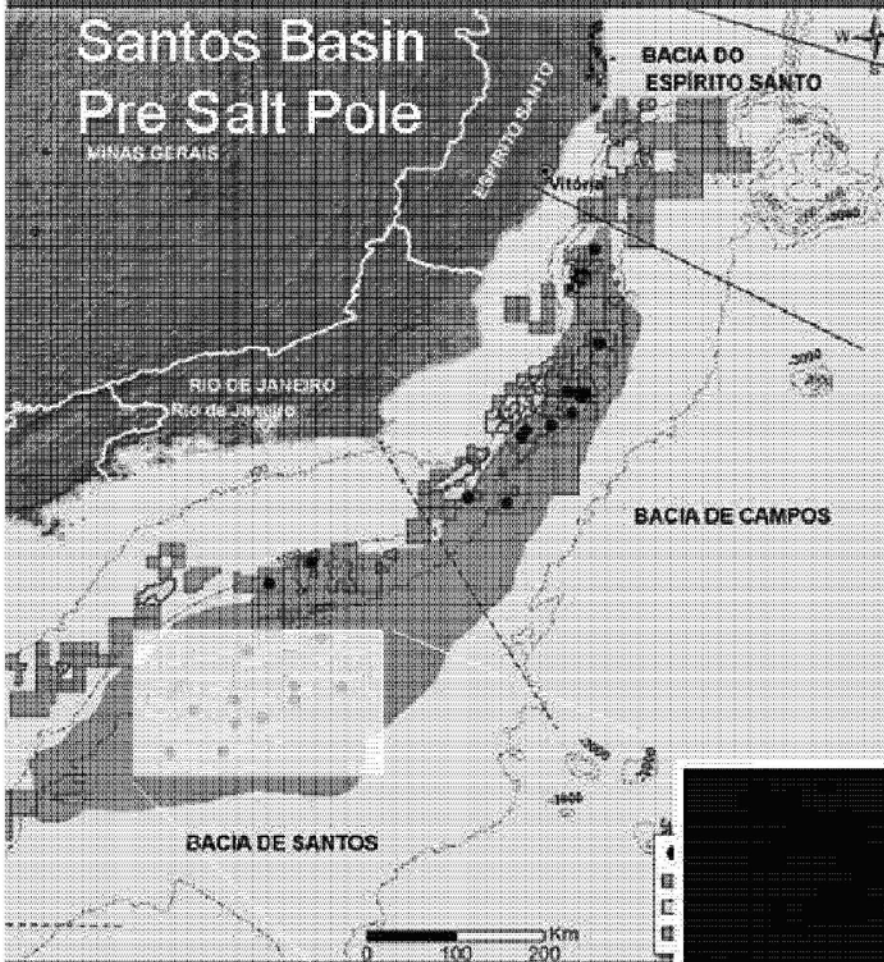 Santos Basin
Pre Salt Pole
MINAS GERAIS
ESPÍRITO SANTO
W
BACIA DO
ESPÍRITO SANTO
Vitória
-3000
RIO DE JANEIRO
Rio de Janeiro
BACIA DE CAMPOS
BACIA DE SANTOS
Km
0 100 200